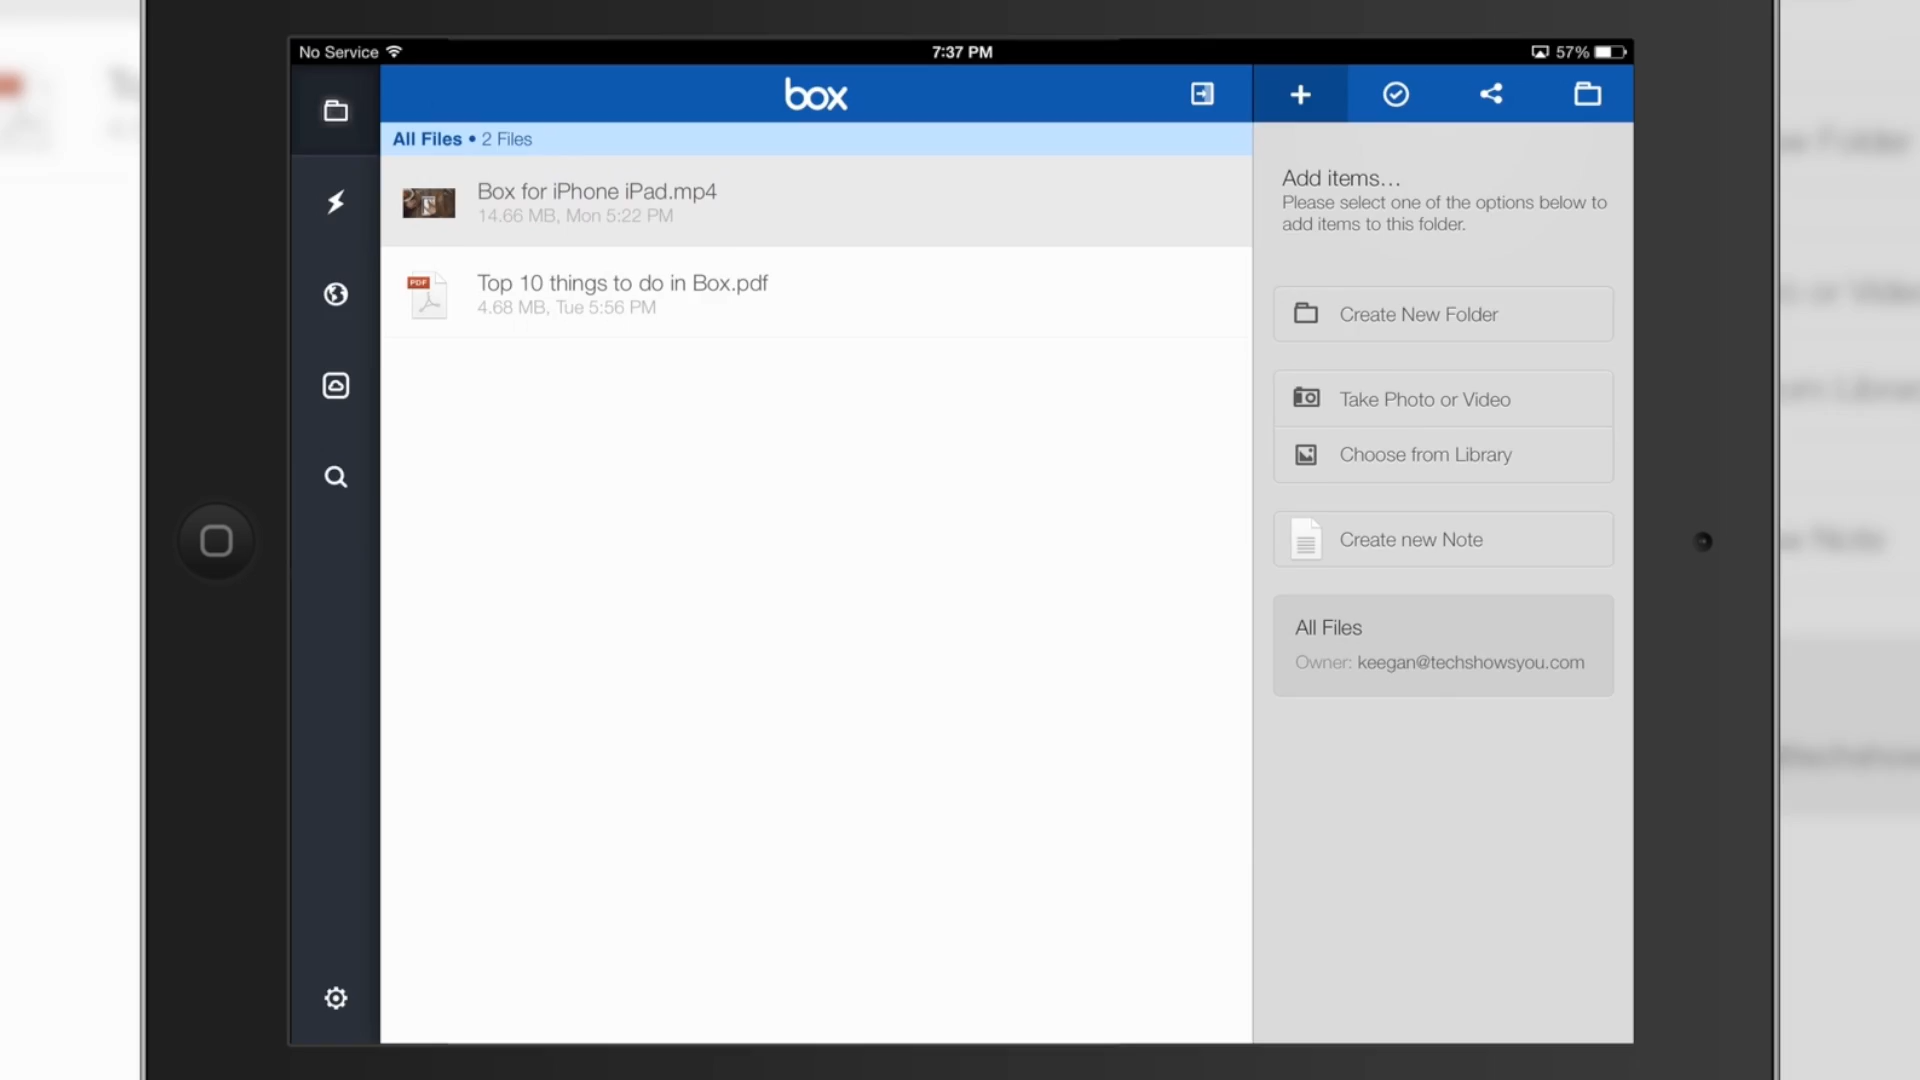 No Service
7:37 PM
57%
box
All Files • 2 Files
Box for iPhone iPad.mp4
14.66 MB, Mon 5:22 PM
PDF
Top 10 things to do in Box.pdf
4.68 MB, Tue 5:56 PM
Add items...
Please select one of the options below to
add items to this folder.
Create New Folder
Take Photo or Video
Choose from Library
Create new Note
All Files
Owner: keegan@techshowsyou.com